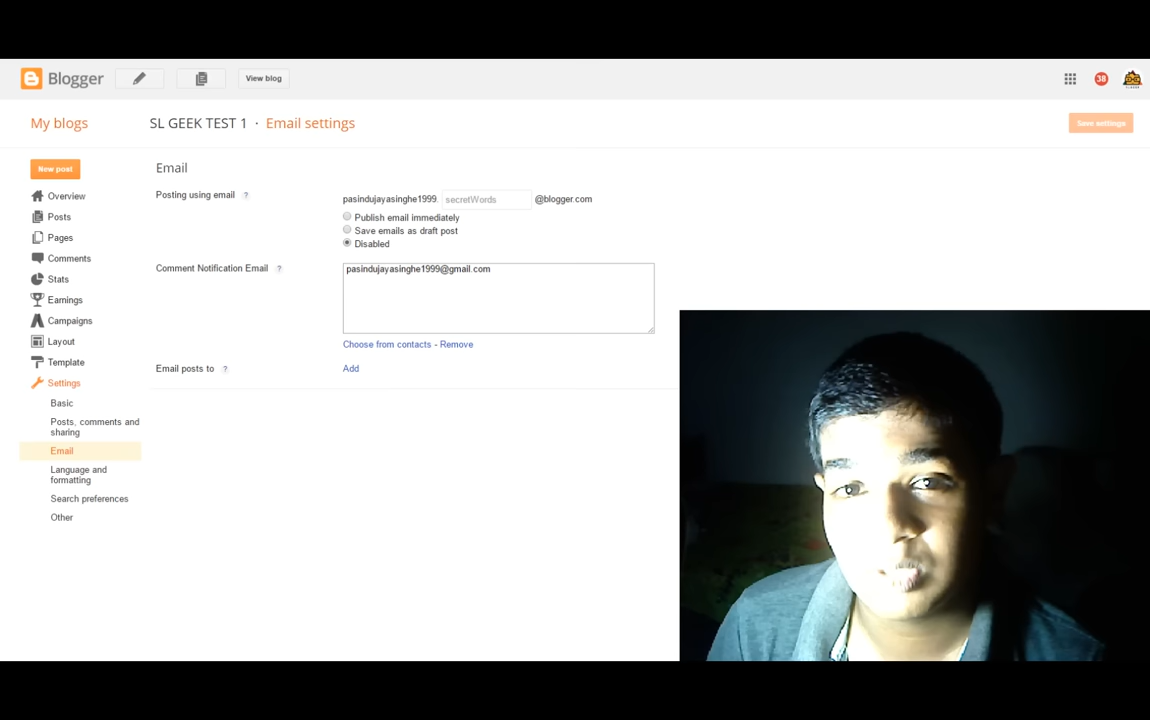 Blogger
View blog
38
My blogs
SL GEEK TEST 1 · Email settings
Save settings
New post
Overview
Posts
Pages
Comments
Stats
Earnings
Campaigns
Layout
Template
Settings
Basic
Posts, comments and
sharing
Email
Language and
formatting
Search preferences
Other
Email
Posting using email ?
pasindujayasinghe1999. secretWords @blogger.com
Publish email immediately
Save emails as draft post
Disabled
Comment Notification Email ?
pasindujayasinghe1999@gmail.com
Choose from contacts - Remove
Email posts to ?
Add